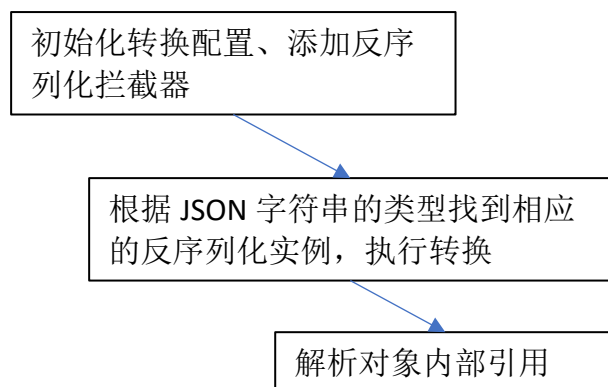 初始化转换配置、添加反序
列化拦截器
根据 JSON 字符串的类型找到相应
的反序列化实例，执行转换
解析对象内部引用